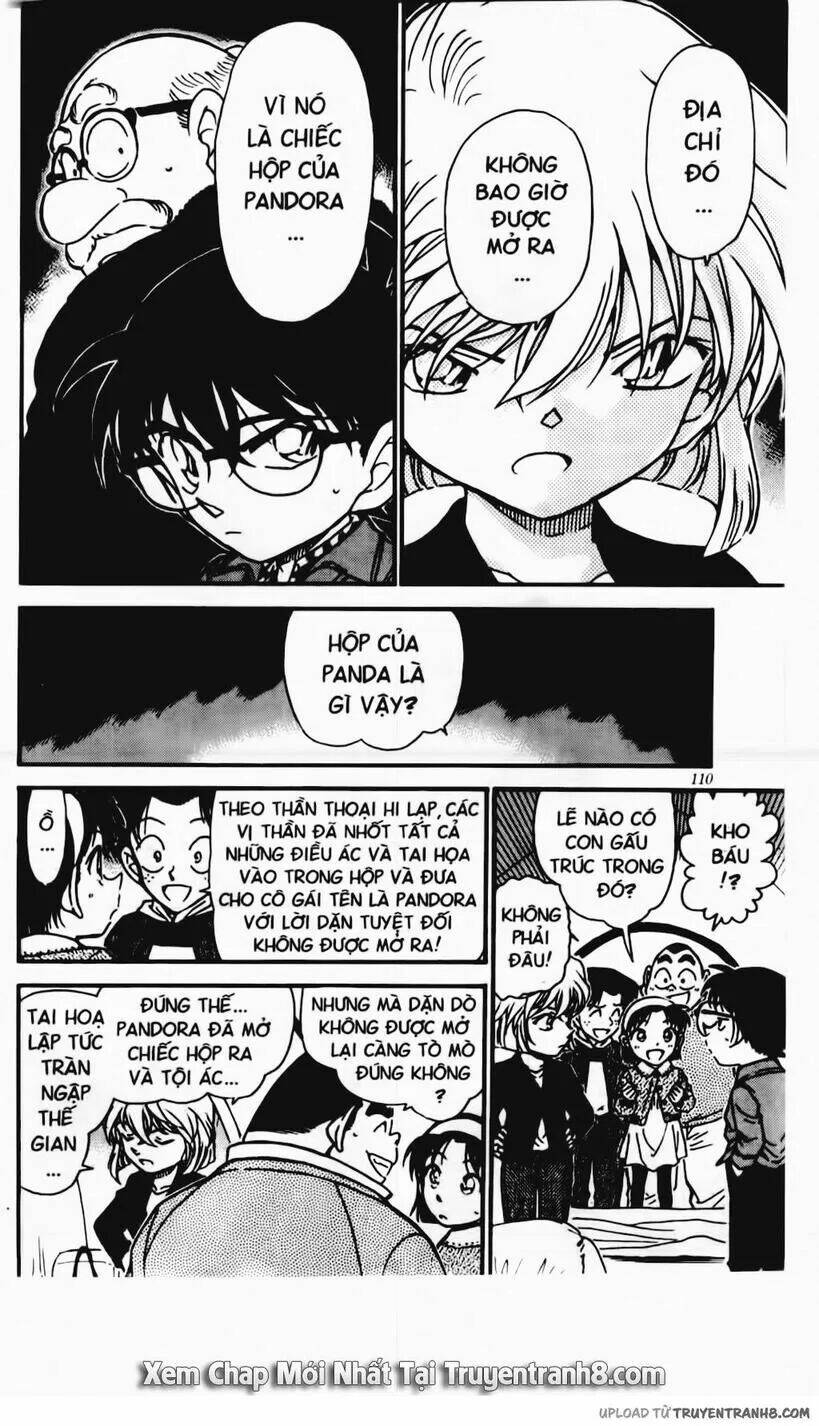 ĐỊA
CHỈ
ĐÓ
...
KHÔNG
BAO GIỜ
ĐƯỢC
MỞ RA
...
VÌ NÓ
LÀ CHIẾC
HỘP CỦA
PANDORA
...
HỘP CỦA
PANDA LÀ
GÌ VẬY?
110
KHO
BÁU
!?
LẼ NÀO CÓ
CON GẤU
TRÚC TRONG
ĐÓ?
KHÔNG
PHẢI
ĐÂU!
THEO THẦN THOẠI HI LẠP, CÁC
VỊ THẦN ĐÃ NHỐT TẤT CẢ
NHỮNG ĐIỀU ÁC VÀ TAI HỌA
VÀO TRONG HỘP VÀ ĐƯA
CHO CÔ GÁI TÊN LÀ PANDORA
VỚI LỜI DẶN TUYỆT ĐỐI
KHÔNG ĐƯỢC MỞ RA!
Ồ
...
NHƯNG MÀ DẶN DÒ
KHÔNG ĐƯỢC MỞ
LẠI CÀNG TÒ MÒ
ĐÚNG KHÔNG
?
ĐÚNG THẾ...
PANDORA ĐÃ MỞ
CHIẾC HỘP RA
VÀ TỘI ÁC...
TAI HOẠ
LẬP TỨC
TRÀN
NGẬP
THẾ
GIAN
...
Xem Chap Mới Nhất Tại Truyentranh8.com
UPLOAD TỪ TRUYENTRANH8.COM